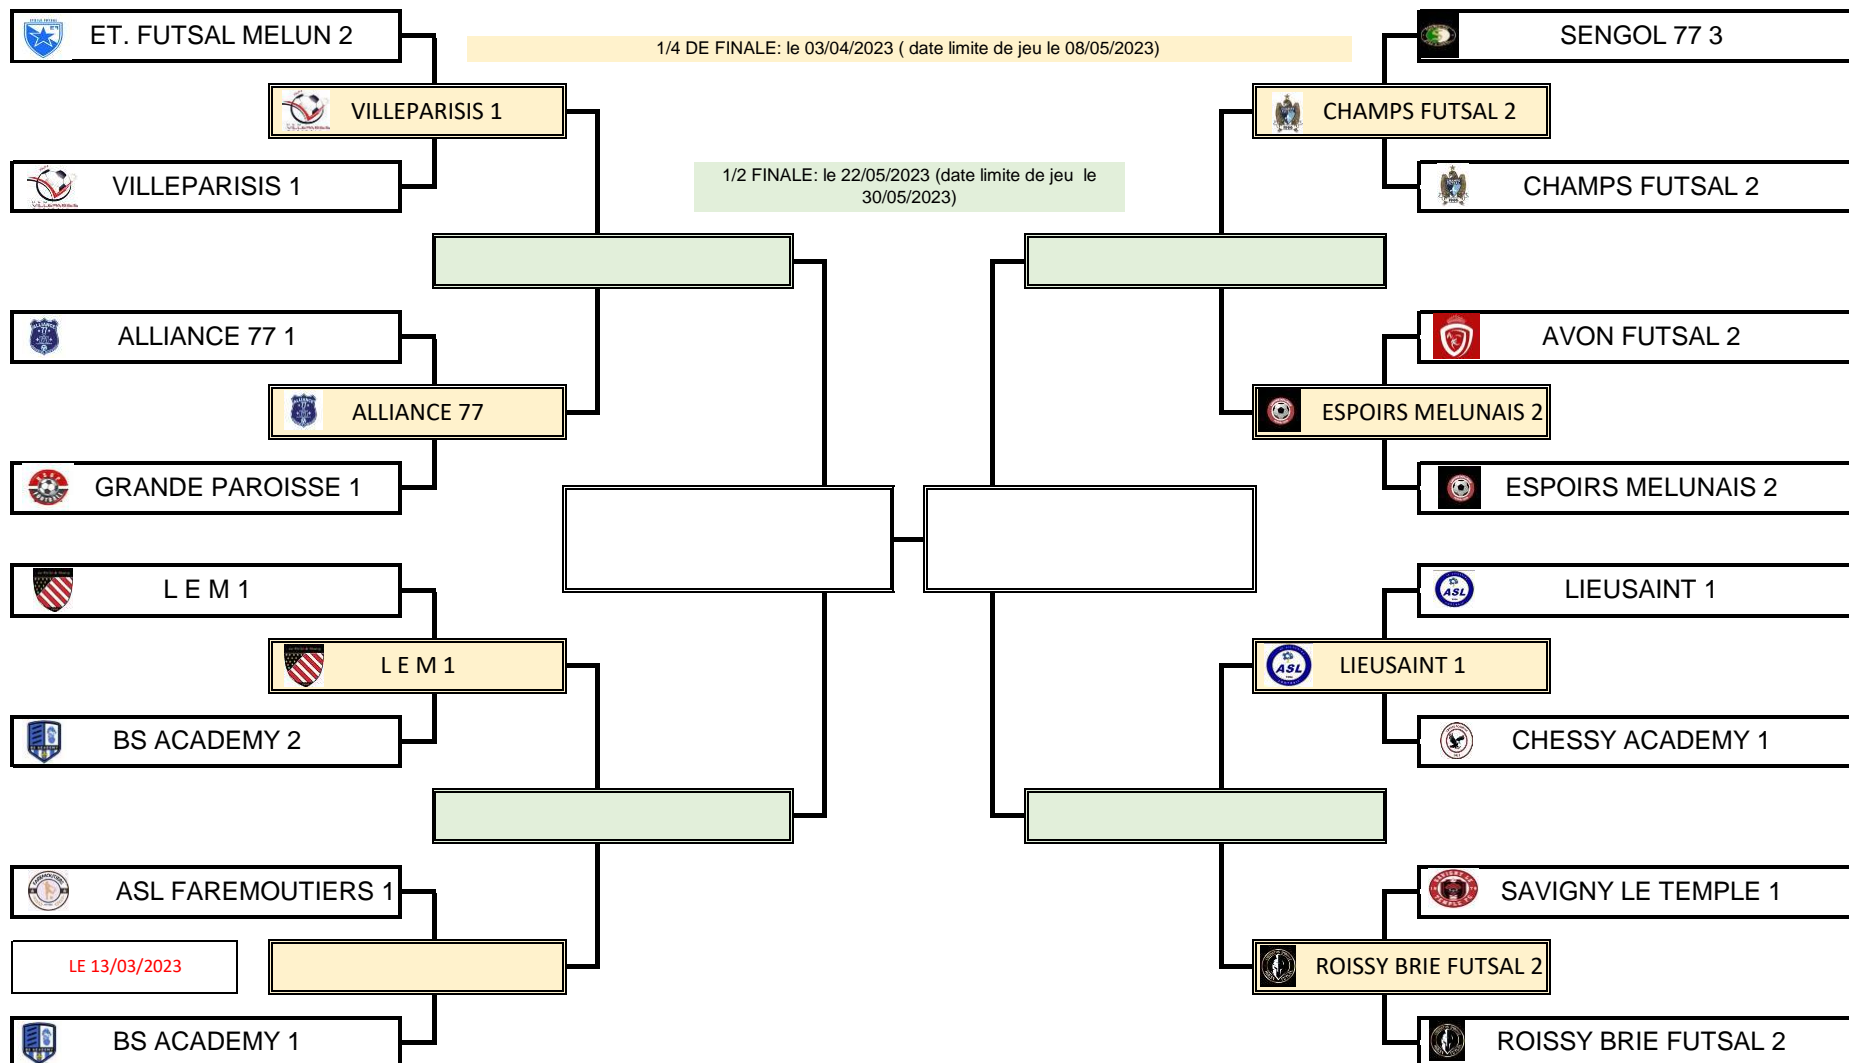 ET. FUTSAL MELUN 2
1/4 DE FINALE: le 03/04/2023 ( date limite de jeu le 08/05/2023)
SENGOL 77 3
VILLEPARISIS 1
CHAMPS FUTSAL 2
VILLEPARISIS 1
1/2 FINALE: le 22/05/2023 (date limite de jeu le
30/05/2023)
CHAMPS FUTSAL 2
ALLIANCE 77 1
AVON FUTSAL 2
ALLIANCE 77
ESPOIRS MELUNAIS 2
GRANDE PAROISSE 1
ESPOIRS MELUNAIS 2
L E M 1
ASL
LIEUSAINT 1
L E M 1
ASL
LIEUSAINT 1
BS ACADEMY 2
CHESSY ACADEMY 1
ASL FAREMOUTIERS 1
SAVIGNY LE TEMPLE 1
LE 13/03/2023
ROISSY BRIE FUTSAL 2
BS ACADEMY 1
ROISSY BRIE FUTSAL 2